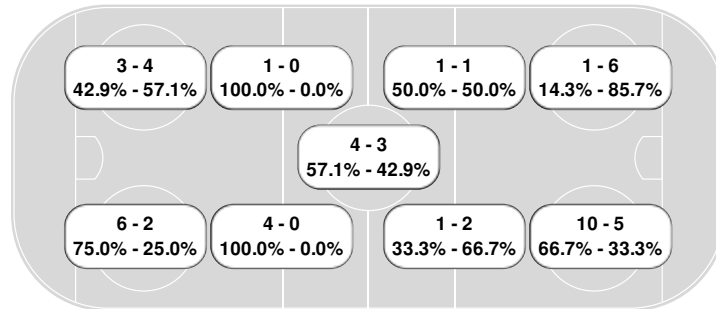 3 - 4
42.9% - 57.1%
1 - 0
100.0% - 0.0%
1 - 1
50.0% - 50.0%
1 - 6
14.3% - 85.7%
4 - 3
57.1% - 42.9%
6 - 2
75.0% - 25.0%
4 - 0
100.0% - 0.0%
1 - 2
33.3% - 66.7%
10 - 5
66.7% - 33.3%